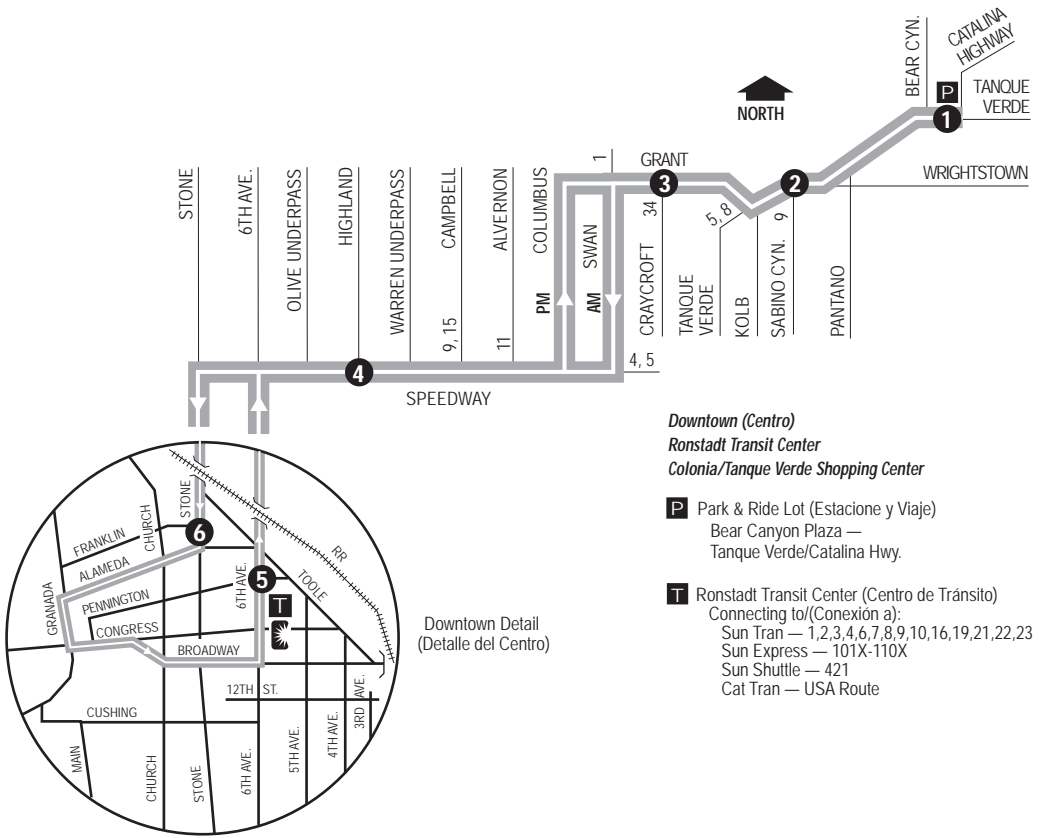 BEAR CYN.
CATALINA
HIGHWAY
P
TANQUE
VERDE
1
NORTH
WRIGHTSTOWN
1
GRANT
3
2
STONE
6TH AVE.
OLIVE UNDERPASS
HIGHLAND
WARREN UNDERPASS
CAMPBELL
9, 15
ALVERNON
11
COLUMBUS
PM
SWAN
AM
34
CRAYCROFT
5, 8
TANQUE
VERDE
KOLB
9
SABINO CYN.
PANTANO
4
4, 5
SPEEDWAY
Downtown (Centro)
Ronstadt Transit Center
Colonia/Tanque Verde Shopping Center
P Park & Ride Lot (Estacione y Viaje)
Bear Canyon Plaza —
Tanque Verde/Catalina Hwy.
T Ronstadt Transit Center (Centro de Tránsito)
Connecting to/(Conexión a):
Sun Tran — 1,2,3,4,6,7,8,9,10,16,19,21,22,23
Sun Express — 101X-110X
Sun Shuttle — 421
Cat Tran — USA Route
Downtown Detail
(Detalle del Centro)
STONE
6
CHURCH
FRANKLIN
ALAMEDA
GRANADA
PENNINGTON
CONGRESS
BROADWAY
6TH AVE.
5
T
TOOLE
RR
12TH ST.
CUSHING
MAIN
CHURCH
STONE
6TH AVE.
5TH AVE.
4TH AVE.
3RD AVE.